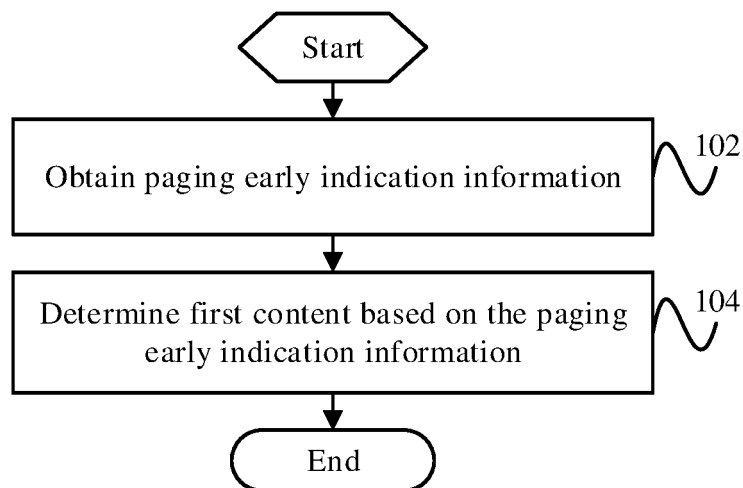 Start
Obtain paging early indication information
102
Determine first content based on the paging
early indication information
104
End